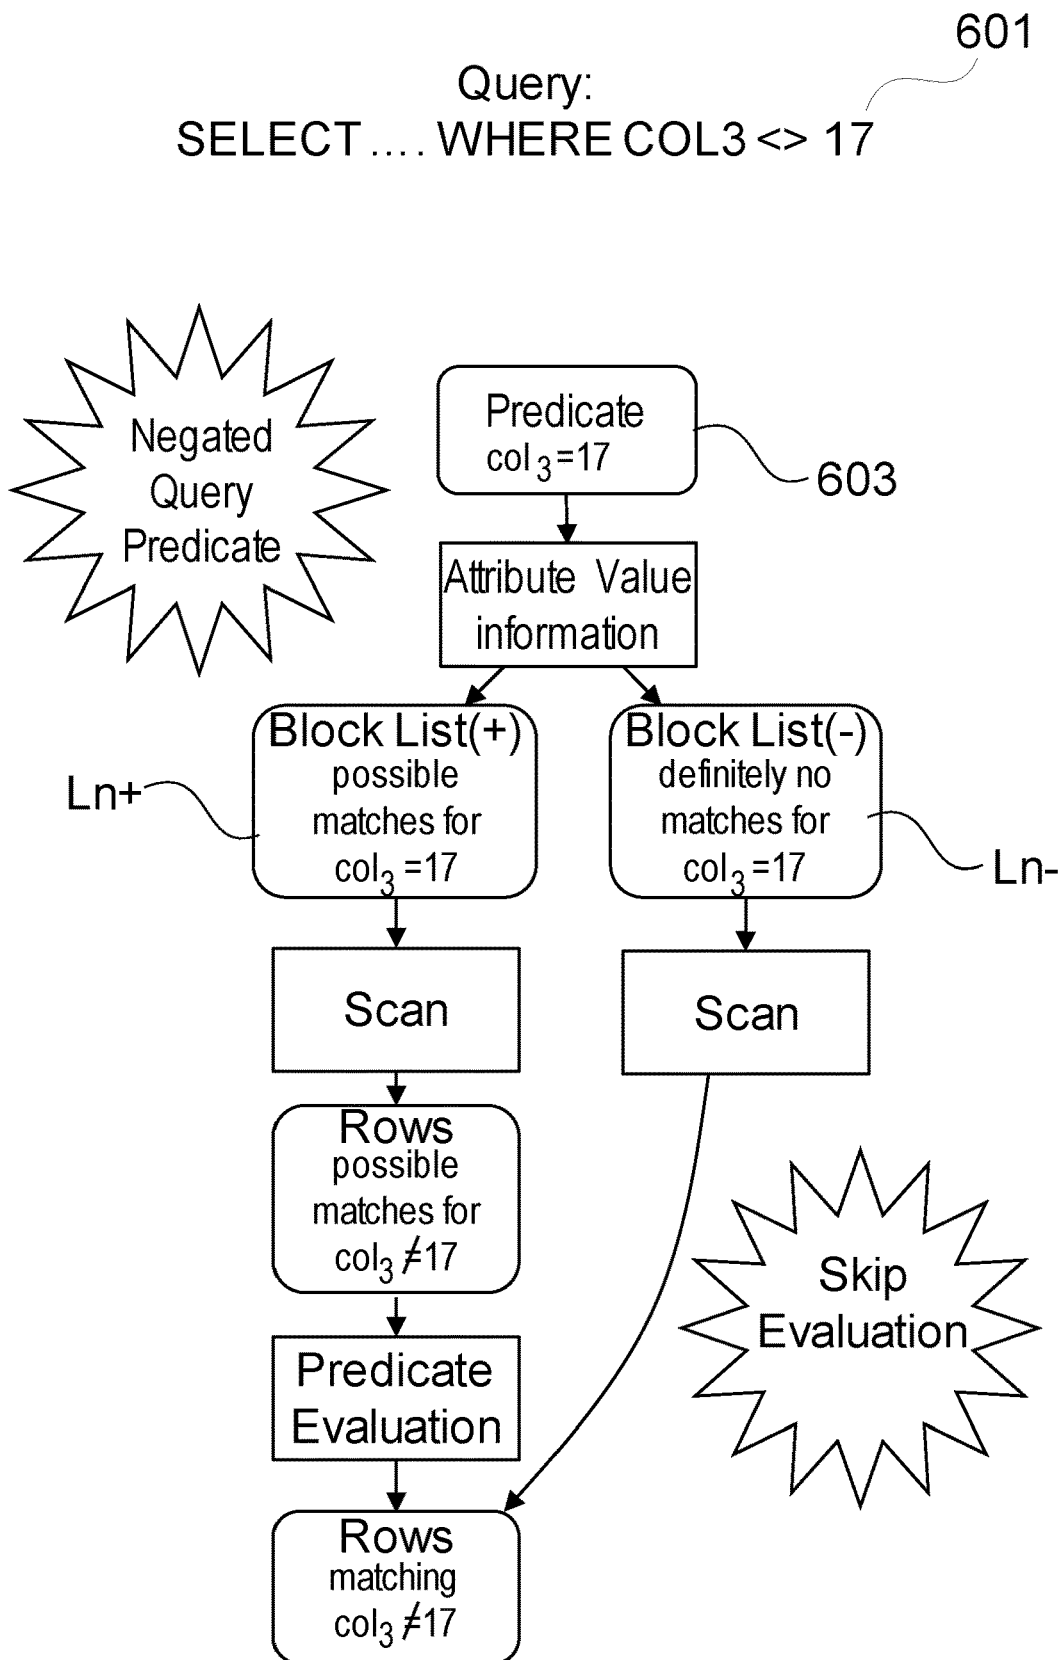 601
Query:
SELECT .... WHERE COL3 <> 17
Negated
Query
Predicate
Predicate
col3=17
603
Attribute Value
information
Block List(+)
possible
matches for
col3=17
Ln+
Block List(-)
definitely no
matches for
col3=17
Ln-
Scan
Scan
Rows
possible
matches for
col3≠17
Skip
Evaluation
Predicate
Evaluation
Rows
matching
col3≠17